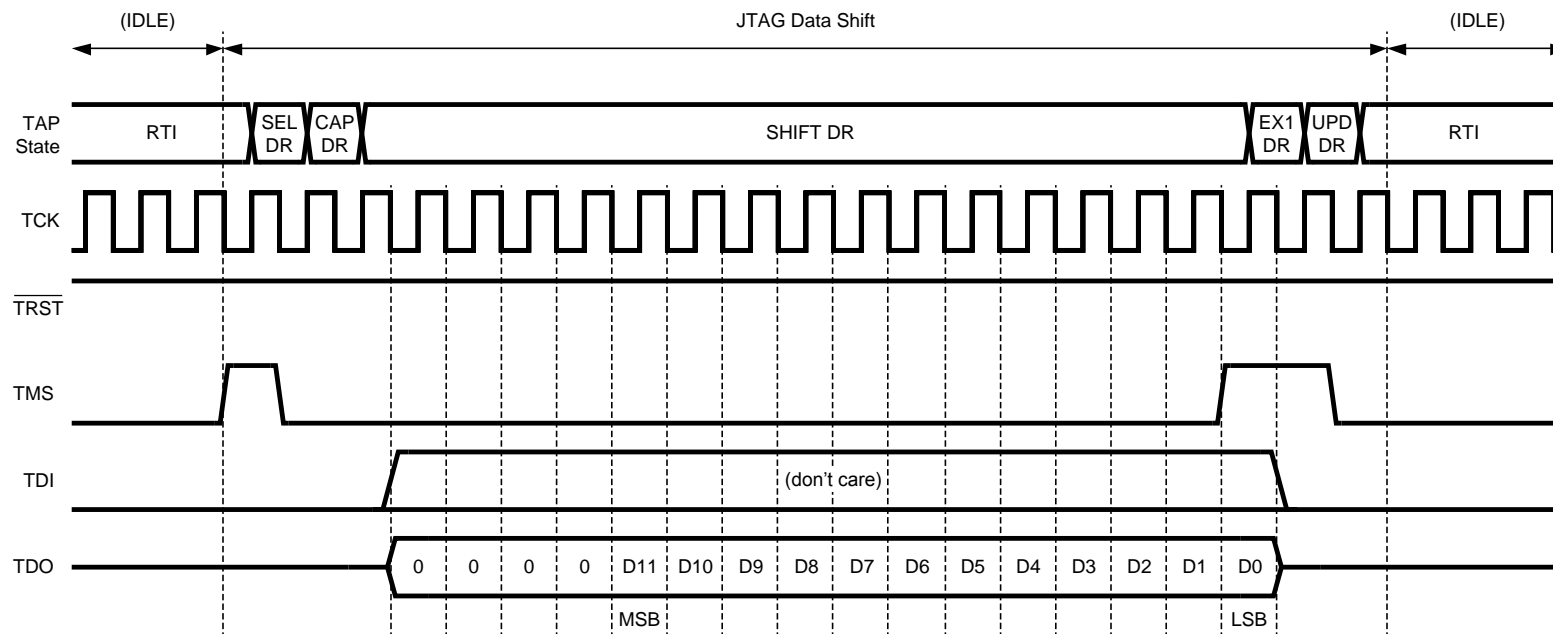 (IDLE) JTAG Data Shift (IDLE)
TAP State RTI SEL DR CAP DR SHIFT DR EX1 DR UPD DR RTI
TCK
TRST
TMS
TDI (don't care)
TDO 0 0 0 0 D11 D10 D9 D8 D7 D6 D5 D4 D3 D2 D1 D0
MSB LSB